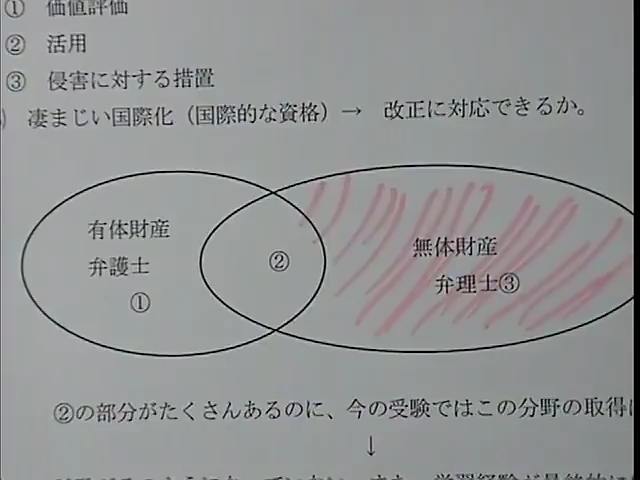 ① 価値評価
② 活用
③ 侵害に対する措置
) 凄まじい国際化（国際的な資格）→ 改正に対応できるか。
有体財産
弁護士
①
②
無体財産
弁理士③
②の部分がたくさんあるのに、今の受験ではこの分野の取得
↓